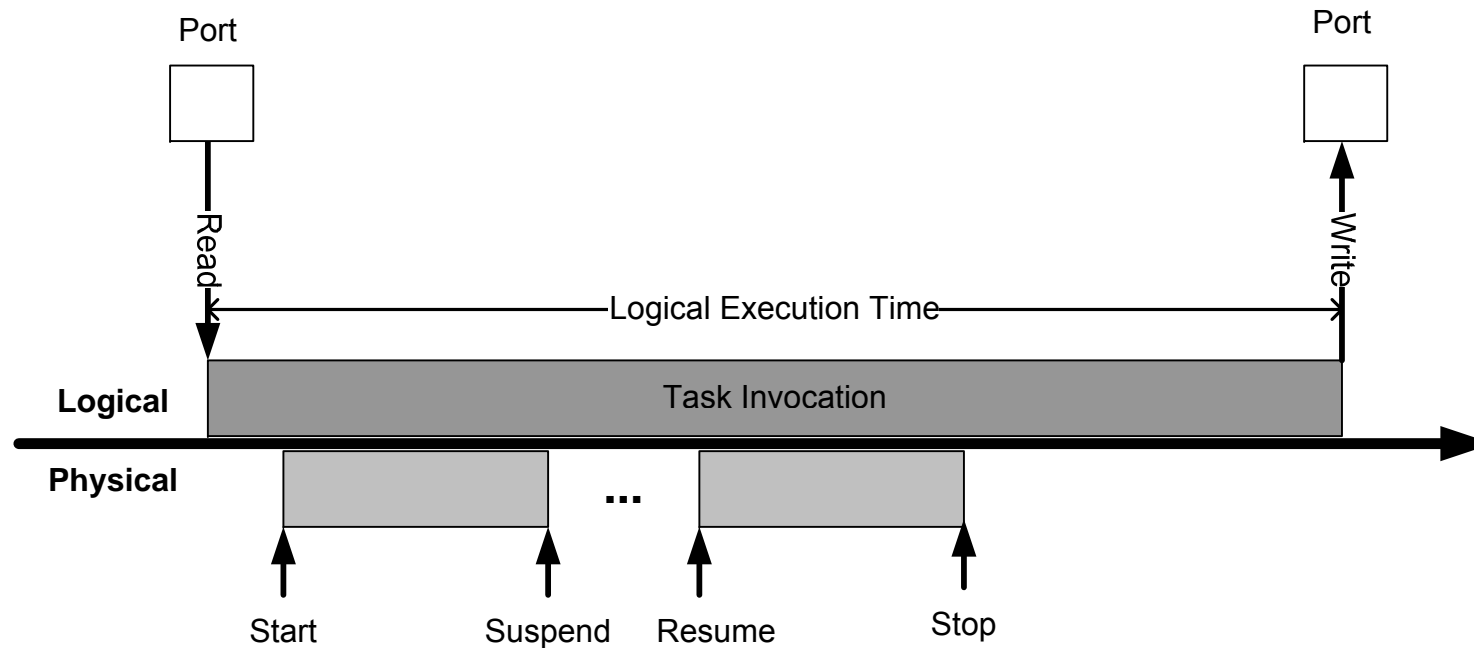 Port
Port
Read
Write
Logical Execution Time
Task Invocation
Logical
Physical
...
Start
Suspend
Resume
Stop